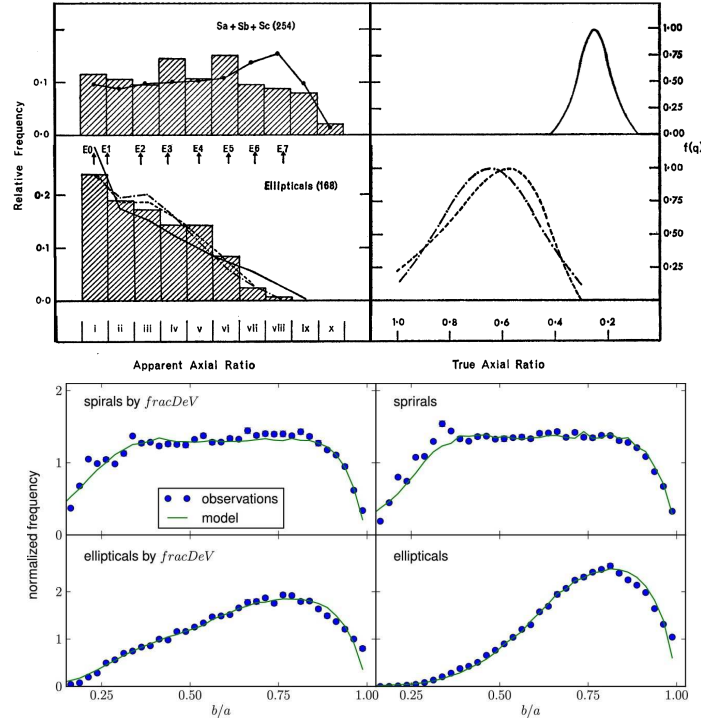 Sa + Sb + Sc (254)
0·1
0·0
Relative Frequency
E0 E1 E2 E3 E4 E5 E6 E7
Ellipticals (168)
0·2
0·1
0·0
i ii iii iv v vi vii viii ix x
Apparent Axial Ratio
1·00
0·75
0·50
0·25
0·00
f(q)
1·00
0·75
0·50
0·25
1·0 0·8 0·6 0·4 0·2
True Axial Ratio
2
1
0
spirals by fracDeV
observations
model
sprirals
normalized frequency
2
1
0
ellipticals by fracDeV
ellipticals
0.25 0.50 0.75 1.00
b/a
0.25 0.50 0.75 1.00
b/a